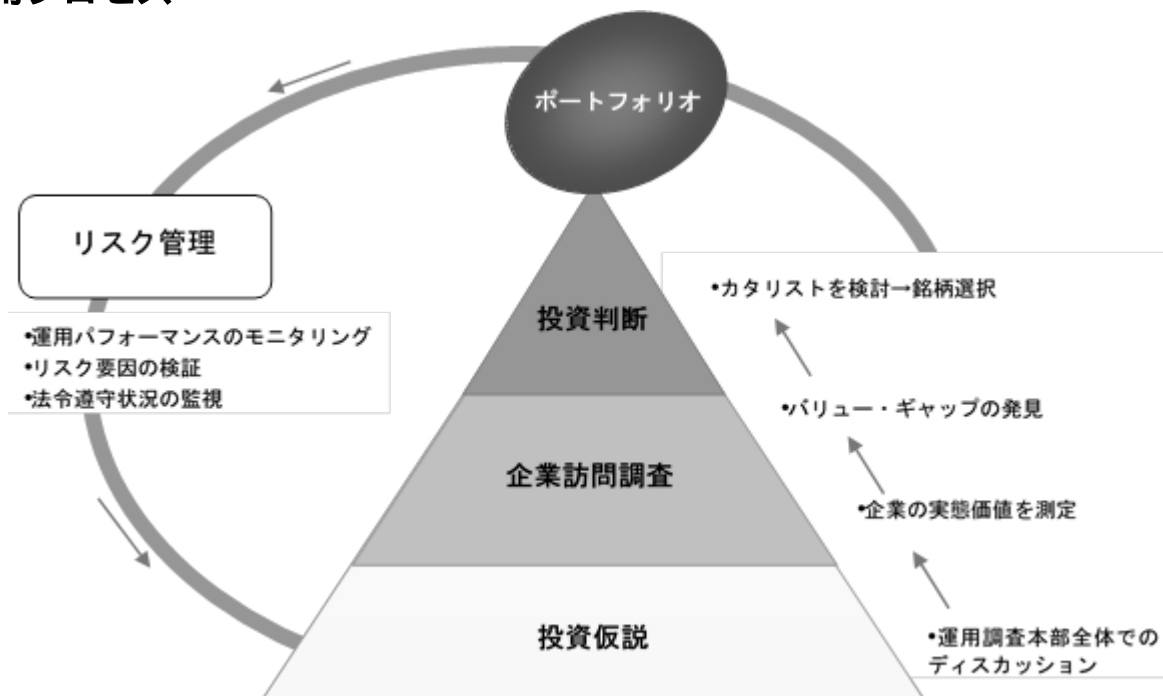 ポートフォリオ
リスク管理
•運用パフォーマンスのモニタリング
•リスク要因の検証
•法令遵守状況の監視
投資判断
企業訪問調査
投資仮説
•カタリストを検討→銘柄選択
•バリュー・ギャップの発見
•企業の実態価値を測定
•運用調査本部全体での
ディスカッション